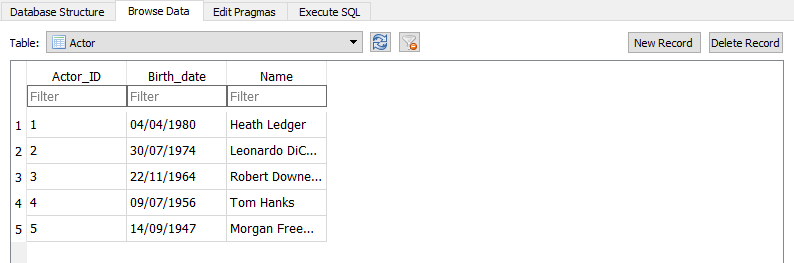 Database Structure Browse Data Edit Pragmas Execute SQL
Table: Actor New Record Delete Record
Actor_ID Birth_date Name
Filter Filter Filter
1 1 04/04/1980 Heath Ledger
2 2 30/07/1974 Leonardo DiC...
3 3 22/11/1964 Robert Downe...
4 4 09/07/1956 Tom Hanks
5 5 14/09/1947 Morgan Free...